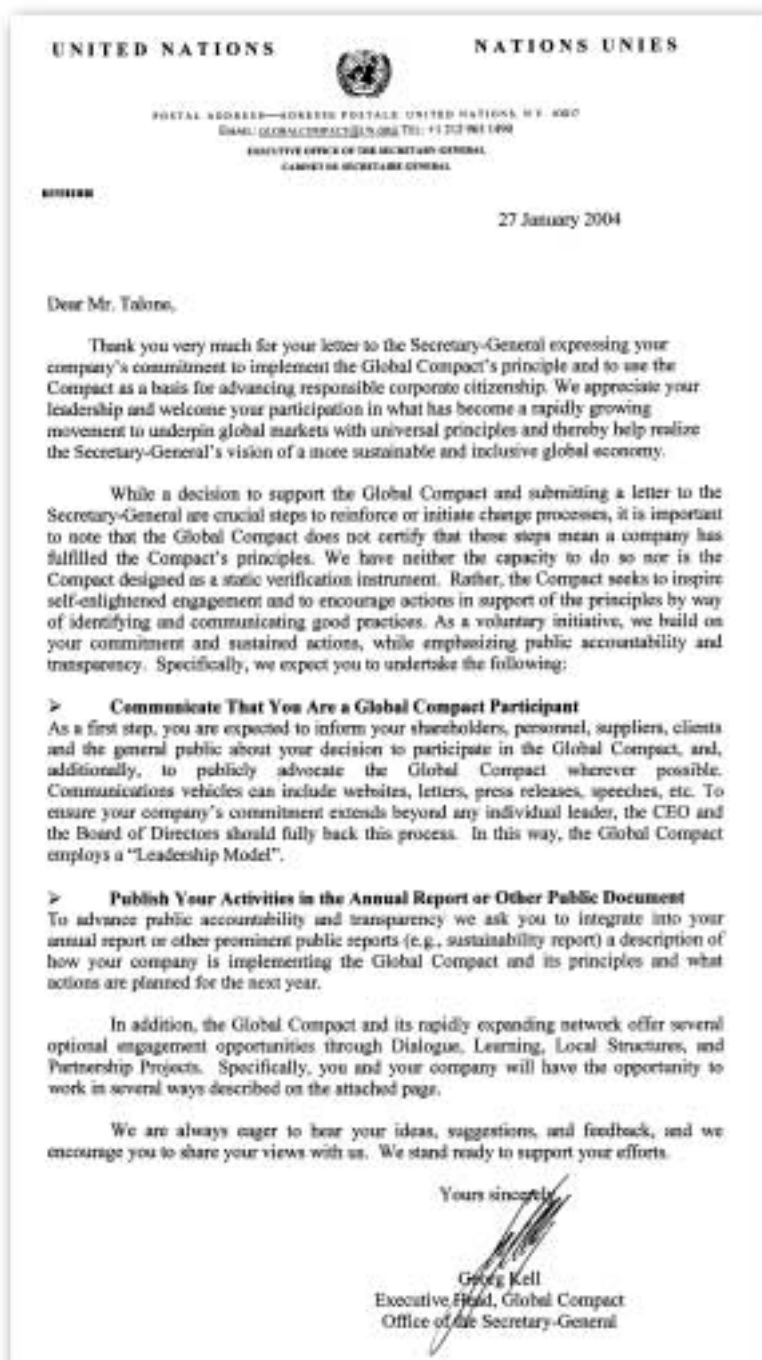 UNITED NATIONS
NATIONS UNIES
POSTAL ADDRESS—ADRESSE POSTALE UNITED NATIONS, N.Y. 10017
EMAIL: GLOBALCOMPACT@UN.ORG TEL: +1 212 963 1490
EXECUTIVE OFFICE OF THE SECRETARY-GENERAL
CABINET DU SECRETAIRE GENERAL
REFERENCE
27 January 2004
Dear Mr. Talone,
Thank you very much for your letter to the Secretary-General expressing your
company's commitment to implement the Global Compact's principle and to use the
Compact as a basis for advancing responsible corporate citizenship. We appreciate your
leadership and welcome your participation in what has become a rapidly growing
movement to underpin global markets with universal principles and thereby help realize
the Secretary-General's vision of a more sustainable and inclusive global economy.
While a decision to support the Global Compact and submitting a letter to the
Secretary-General are crucial steps to reinforce or initiate change processes, it is important
to note that the Global Compact does not certify that these steps mean a company has
fulfilled the Compact's principles. We have neither the capacity to do so nor is the
Compact designed as a static verification instrument. Rather, the Compact seeks to inspire
self-enlightened engagement and to encourage actions in support of the principles by way
of identifying and communicating good practices. As a voluntary initiative, we build on
your commitment and sustained actions, while emphasizing public accountability and
transparency. Specifically, we expect you to undertake the following:
➢ Communicate That You Are a Global Compact Participant
As a first step, you are expected to inform your shareholders, personnel, suppliers, clients
and the general public about your decision to participate in the Global Compact, and,
additionally, to publicly advocate the Global Compact wherever possible.
Communications vehicles can include websites, letters, press releases, speeches, etc. To
ensure your company's commitment extends beyond any individual leader, the CEO and
the Board of Directors should fully back this process. In this way, the Global Compact
employs a "Leadership Model".
➢ Publish Your Activities in the Annual Report or Other Public Document
To advance public accountability and transparency we ask you to integrate into your
annual report or other prominent public reports (e.g., sustainability report) a description of
how your company is implementing the Global Compact and its principles and what
actions are planned for the next year.
In addition, the Global Compact and its rapidly expanding network offer several
optional engagement opportunities through Dialogue, Learning, Local Structures, and
Partnership Projects. Specifically, you and your company will have the opportunity to
work in several ways described on the attached page.
We are always eager to hear your ideas, suggestions, and feedback, and we
encourage you to share your views with us. We stand ready to support your efforts.
Yours sincerely,
Georg Kell
Executive Head, Global Compact
Office of the Secretary-General